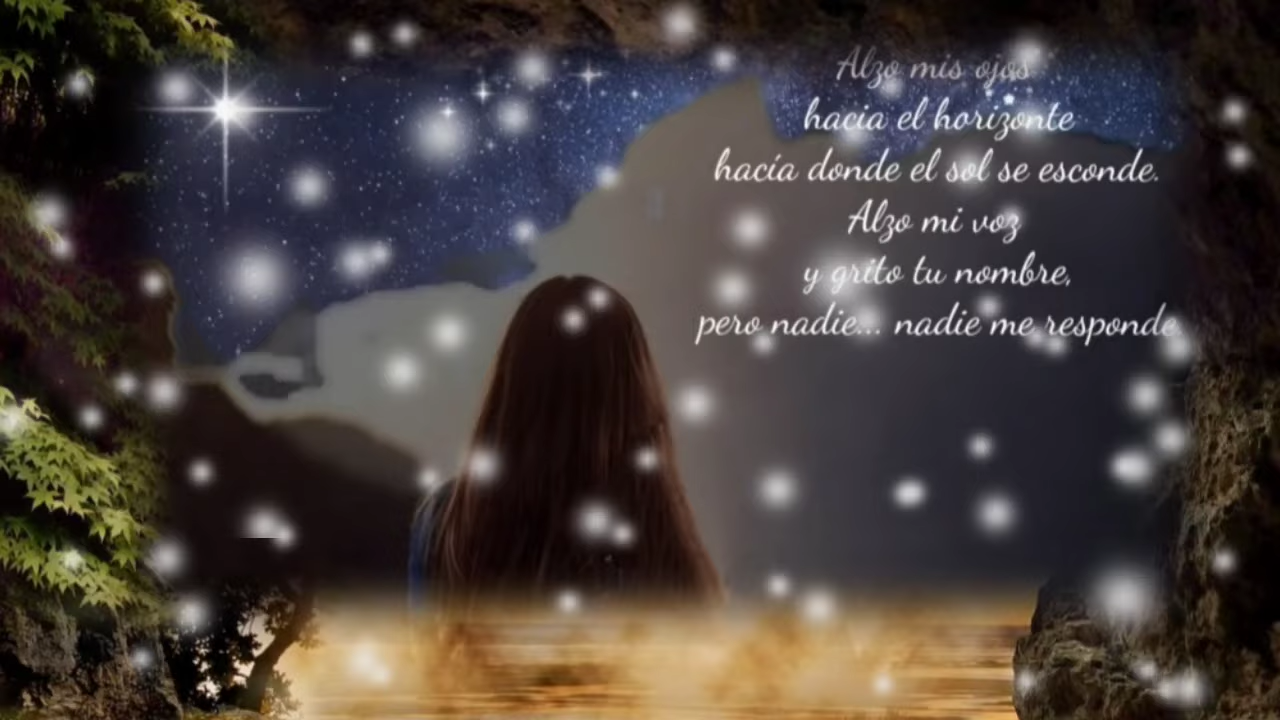 Alzo mis ojos
hacia el horizonte
hacía donde el sol se esconde.
Alzo mi voz
y grito tu nombre,
pero nadie... nadie me responde.